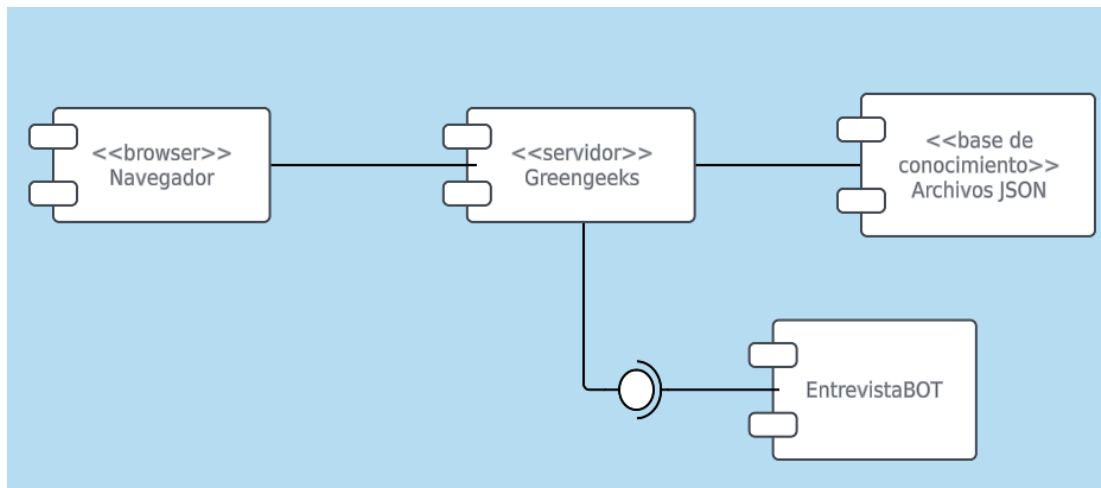 <<browser>>
Navegador
<<servidor>>
Greengeeks
<<base de
conocimiento>>
Archivos JSON
EntrevistaBOT